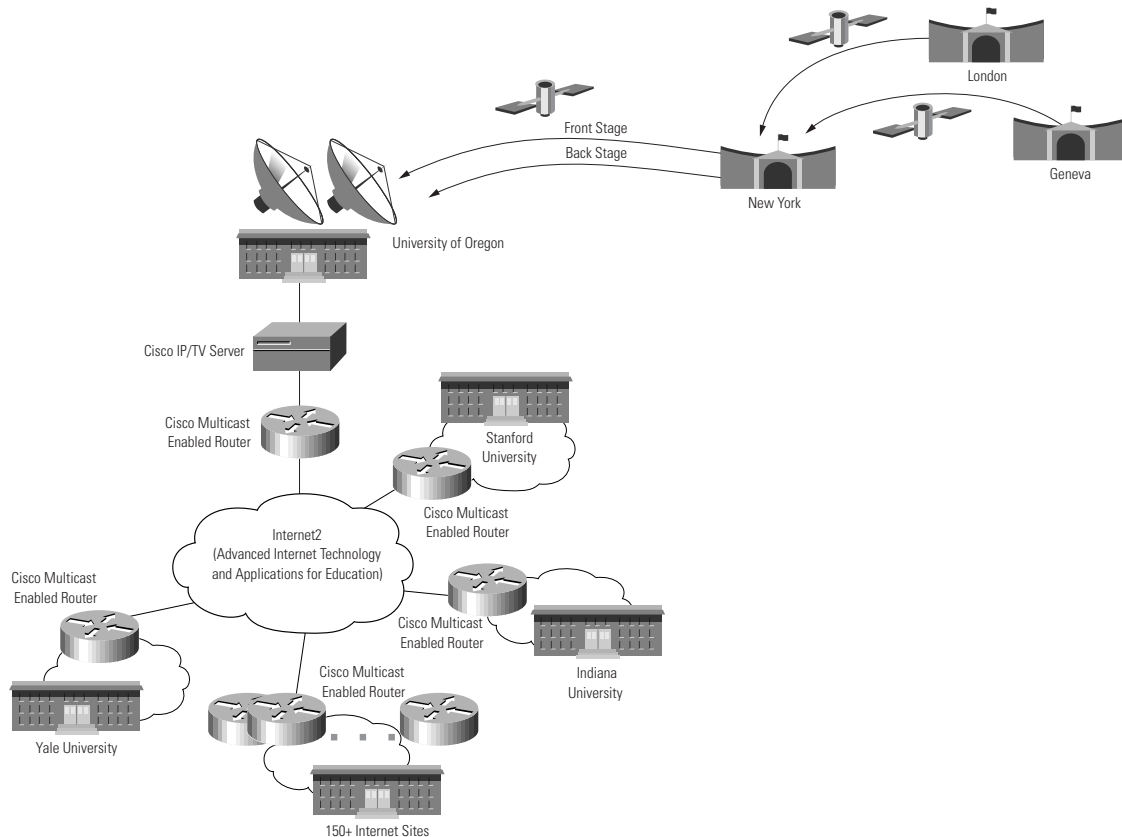 London
Front Stage
Back Stage
Geneva
New York
University of Oregon
Cisco IP/TV Server
Cisco Multicast
Enabled Router
Stanford
University
Cisco Multicast
Enabled Router
Internet2
(Advanced Internet Technology
and Applications for Education)
Cisco Multicast
Enabled Router
Cisco Multicast
Enabled Router
Indiana
University
Cisco Multicast
Enabled Router
Yale University
150+ Internet Sites